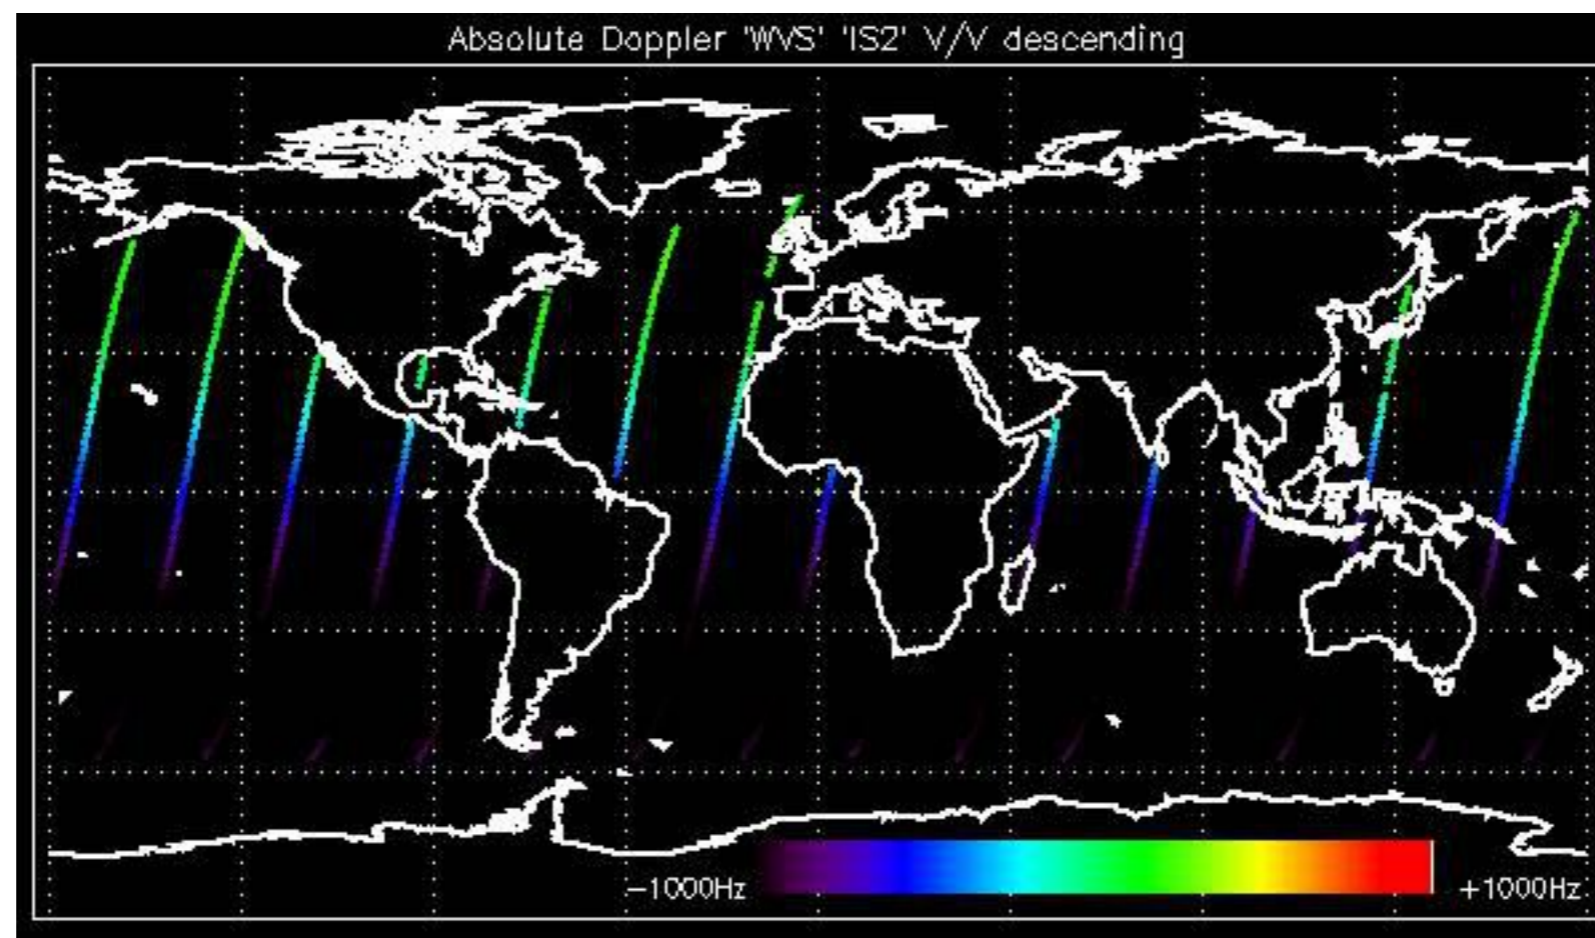 Absolute Doppler 'WVS' 'IS2' V/V descending
−1000Hz +1000Hz